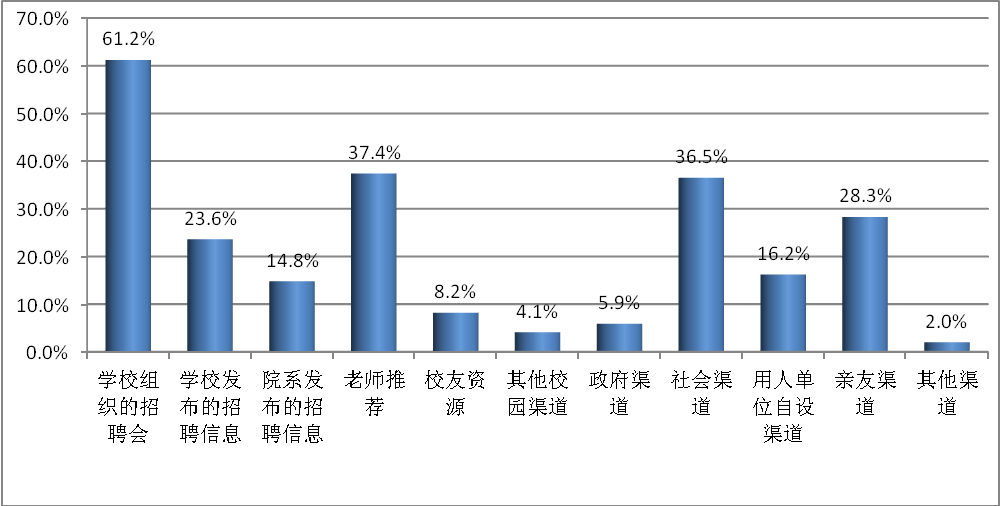 70.0%
60.0%
50.0%
40.0%
30.0%
20.0%
10.0%
0.0%
61.2%
23.6%
14.8%
37.4%
8.2%
4.1%
5.9%
36.5%
16.2%
28.3%
2.0%
学校组
织的招
聘会
学校发
布的招
聘信息
院系发
布的招
聘信息
老师推
荐
校友资
源
其他校
园渠道
政府渠
道
社会渠
道
用人单
位自设
渠道
亲友渠
道
其他渠
道